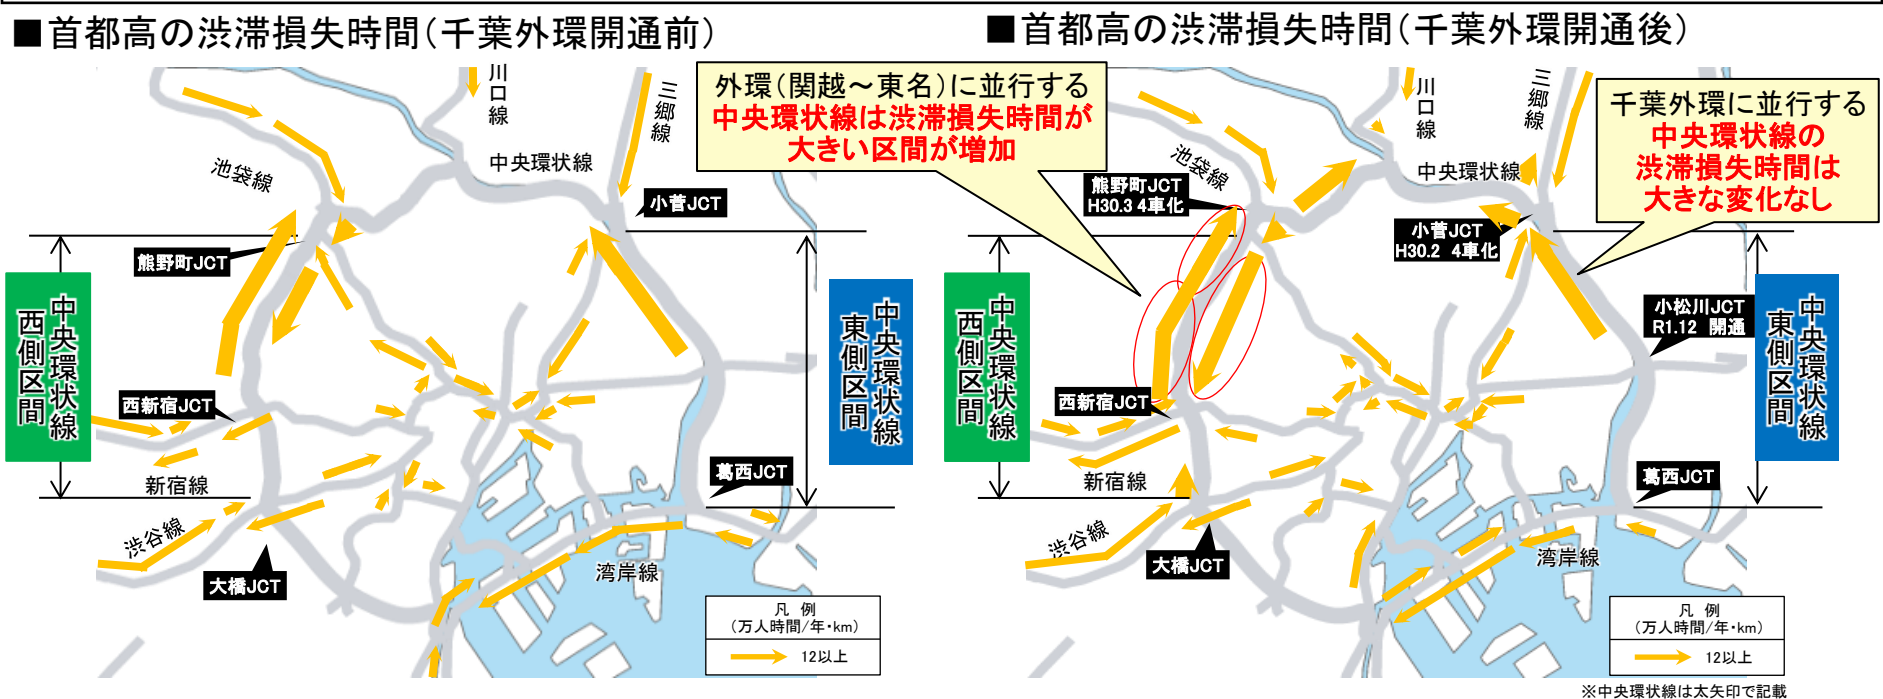 ■首都高の渋滞損失時間(千葉外環開通前)
川口線
三郷線
池袋線
中央環状線
小菅JCT
熊野町JCT
中央環状線
西側区間
中央環状線
東側区間
西新宿JCT
新宿線
葛西JCT
渋谷線
大橋JCT
湾岸線
凡 例
(万人時間/年・km)
12以上
■首都高の渋滞損失時間(千葉外環開通後)
外環(関越~東名)に並行する
中央環状線は渋滞損失時間が
大きい区間が増加
千葉外環に並行する
中央環状線の
渋滞損失時間は
大きな変化なし
川口線
三郷線
池袋線
中央環状線
熊野町JCT
H30.3 4車化
小菅JCT
H30.2 4車化
小松川JCT
R1.12 開通
中央環状線
西側区間
中央環状線
東側区間
西新宿JCT
新宿線
葛西JCT
渋谷線
大橋JCT
湾岸線
凡 例
(万人時間/年・km)
12以上
※中央環状線は太矢印で記載